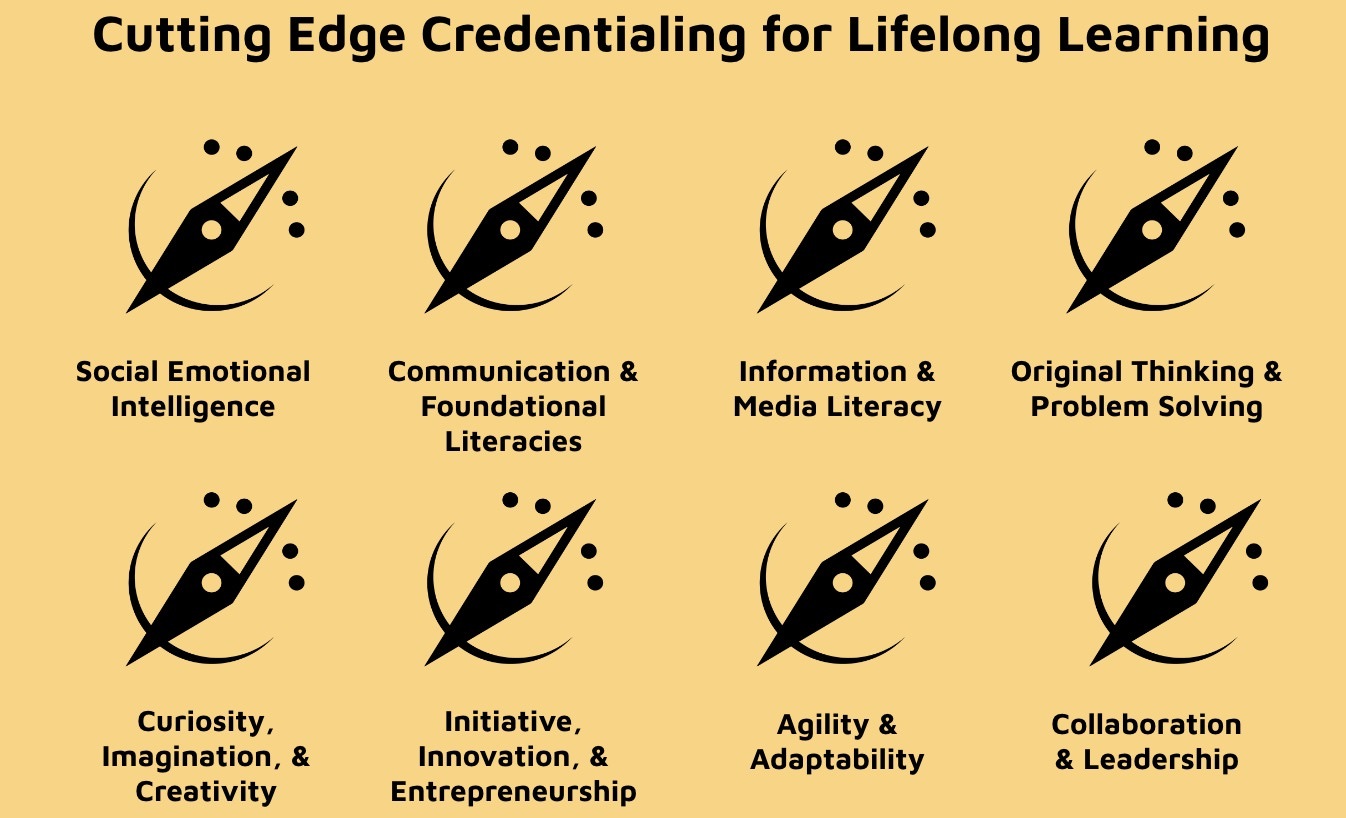 Cutting Edge Credentialing for Lifelong Learning
Social Emotional
Intelligence
Communication &
Foundational
Literacies
Information &
Media Literacy
Original Thinking &
Problem Solving
Curiosity,
Imagination, &
Creativity
Initiative,
Innovation, &
Entrepreneurship
Agility &
Adaptability
Collaboration
& Leadership